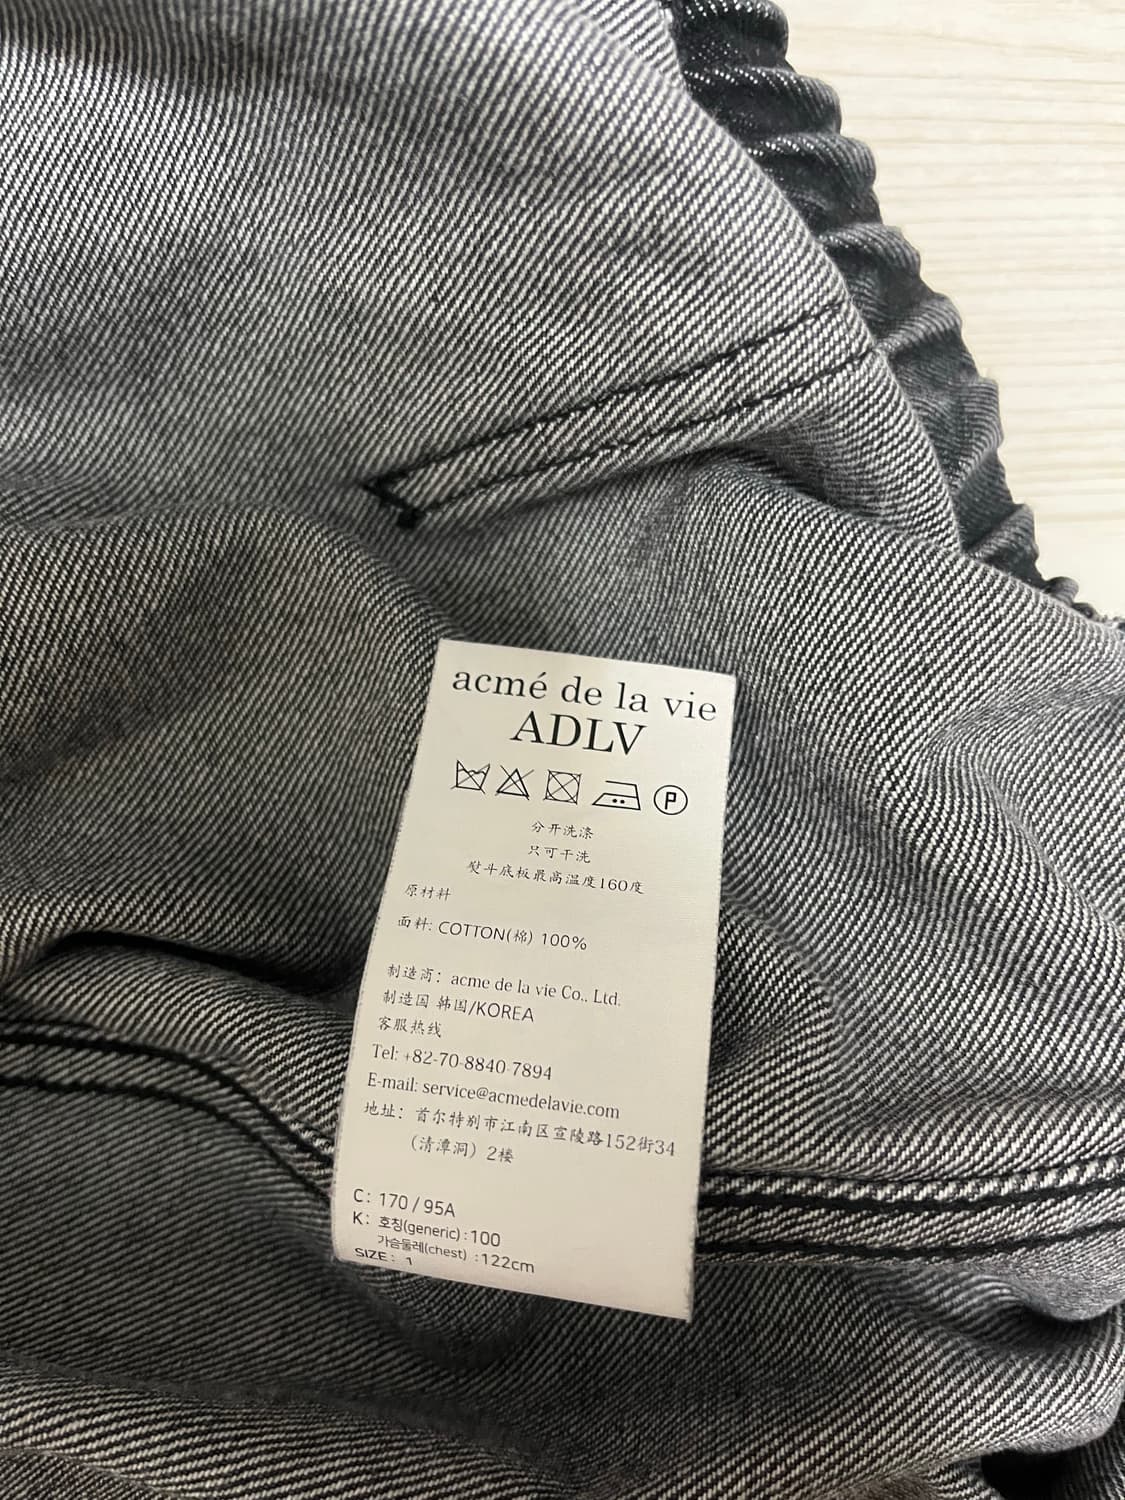 acmé de la vie
ADLV
P
分开洗涤
只可干洗
熨斗底板最高温度160度
原材料
面料: COTTON(棉) 100%
制造商: acme de la vie Co., Ltd.
制造国 韩国/KOREA
客服热线
Tel: +82-70-8840-7894
E-mail: service@acmedelavie.com
地址: 首尔特别市江南区宣陵路152街34
(清潭洞) 2楼
C: 170 / 95A
K: 호칭(generic) : 100
가슴둘레(chest) : 122cm
SIZE: 1